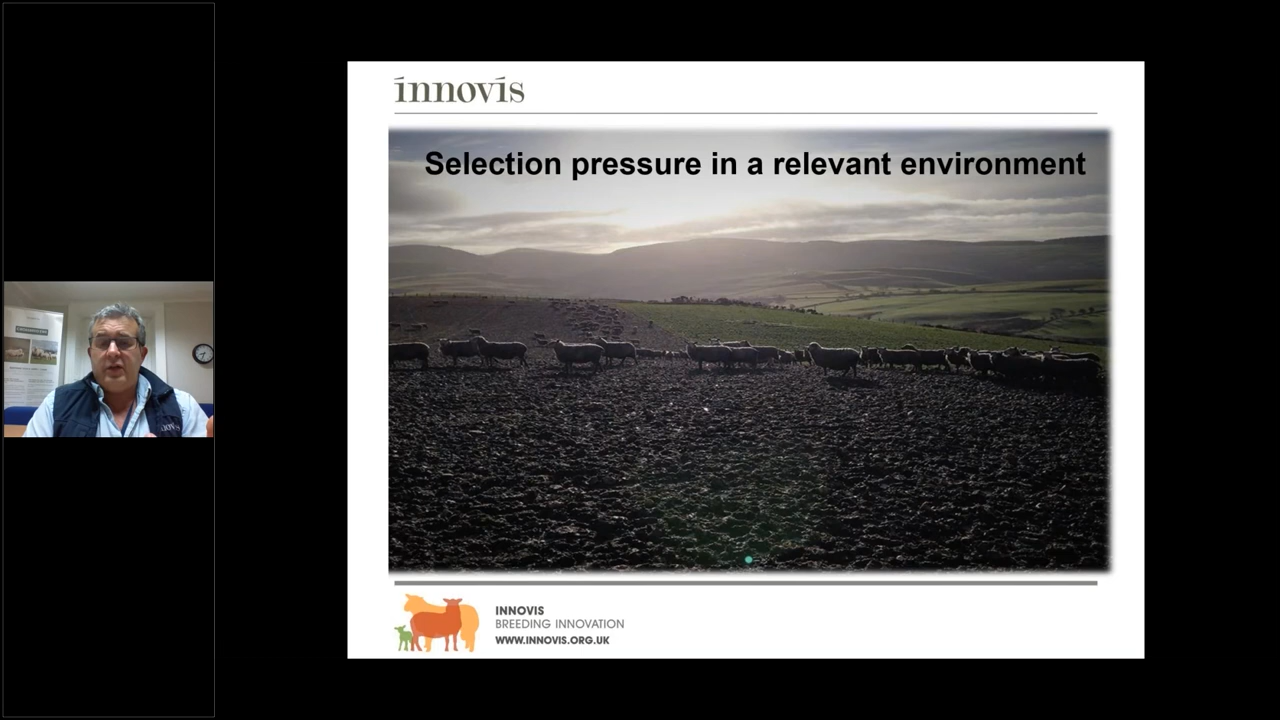 innovis
Selection pressure in a relevant environment
INNOVIS
BREEDING INNOVATION
WWW.INNOVIS.ORG.UK